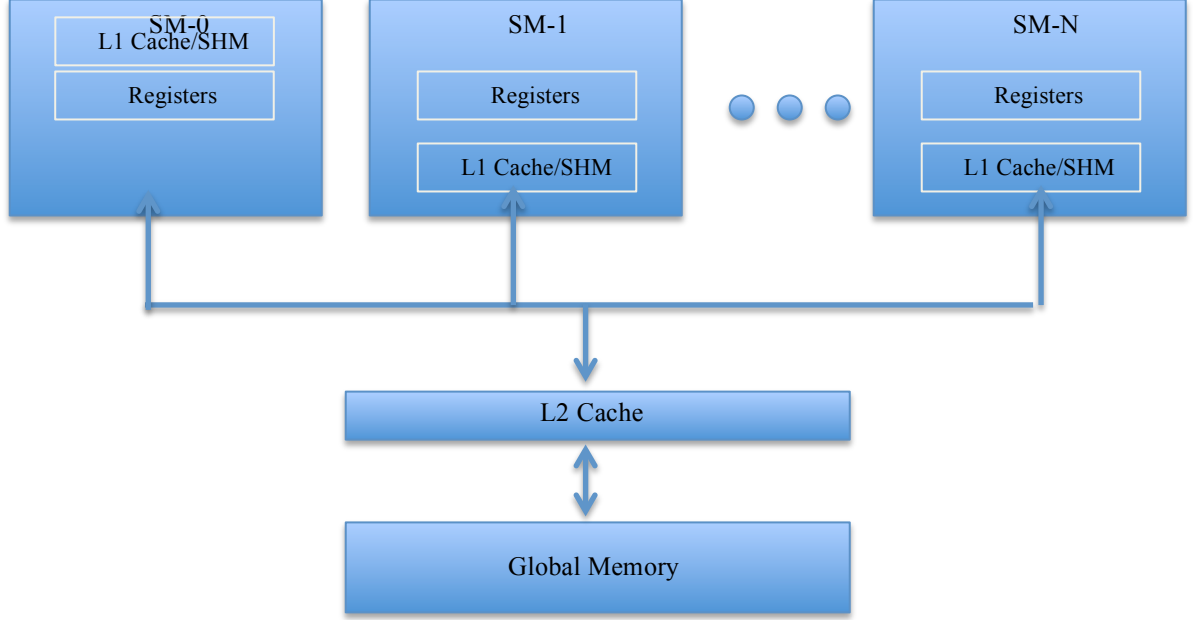 SM-0
L1 Cache/SHM
Registers
SM-1
Registers
L1 Cache/SHM
SM-N
Registers
L1 Cache/SHM
L2 Cache
Global Memory